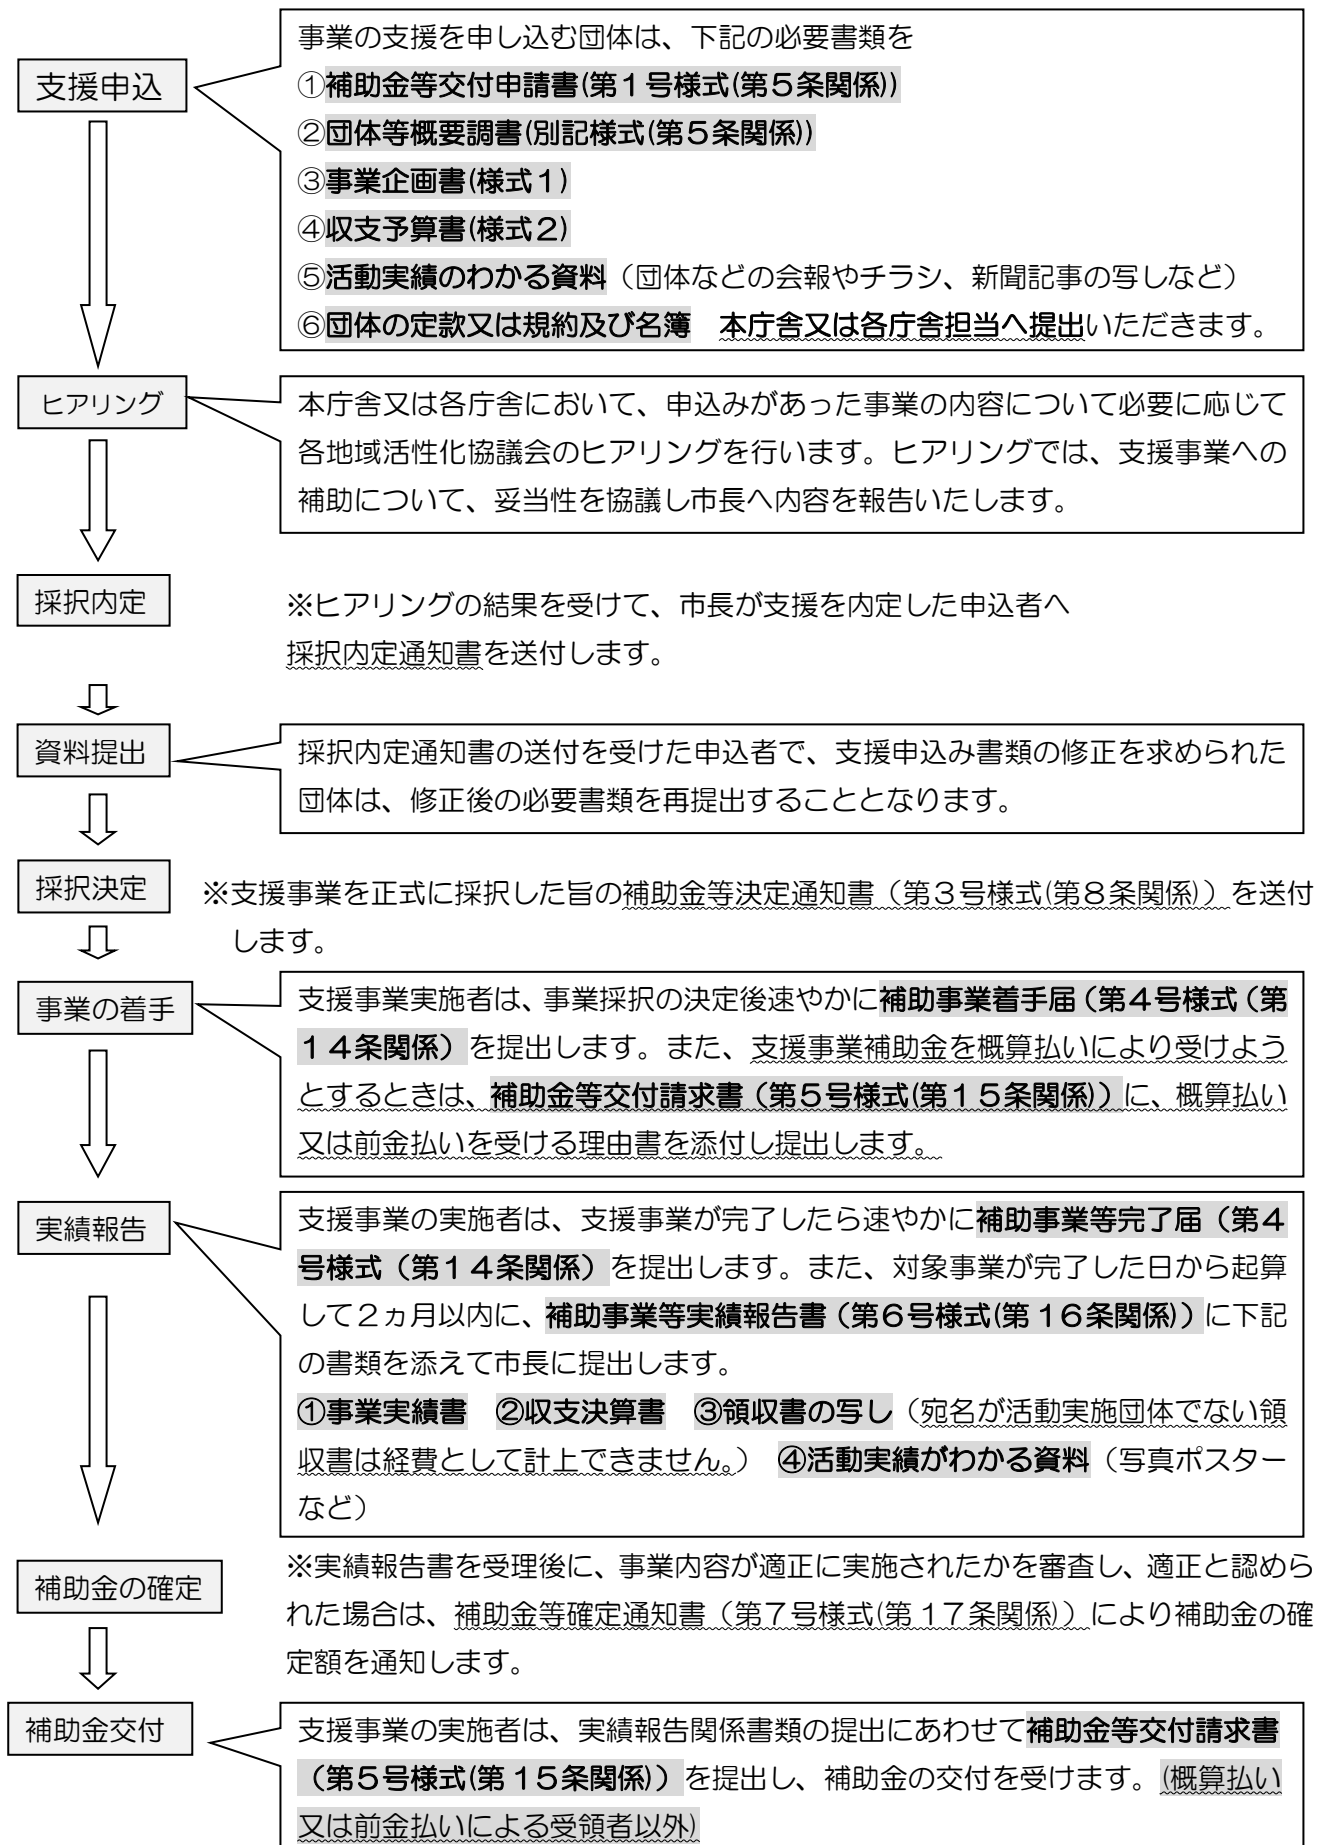 支援申込
事業の支援を申し込む団体は、下記の必要書類を
①補助金等交付申請書(第１号様式(第５条関係))
②団体等概要調書(別記様式(第５条関係))
③事業企画書(様式１)
④収支予算書(様式２)
⑤活動実績のわかる資料（団体などの会報やチラシ、新聞記事の写しなど）
⑥団体の定款又は規約及び名簿　本庁舎又は各庁舎担当へ提出いただきます。
ヒアリング
本庁舎又は各庁舎において、申込みがあった事業の内容について必要に応じて
各地域活性化協議会のヒアリングを行います。ヒアリングでは、支援事業への
補助について、妥当性を協議し市長へ内容を報告いたします。
採択内定
※ヒアリングの結果を受けて、市長が支援を内定した申込者へ
採択内定通知書を送付します。
資料提出
採択内定通知書の送付を受けた申込者で、支援申込み書類の修正を求められた
団体は、修正後の必要書類を再提出することとなります。
採択決定
※支援事業を正式に採択した旨の補助金等決定通知書（第３号様式(第８条関係)）を送付
します。
事業の着手
支援事業実施者は、事業採択の決定後速やかに補助事業着手届（第４号様式（第
１４条関係）を提出します。また、支援事業補助金を概算払いにより受けよう
とするときは、補助金等交付請求書（第５号様式(第１５条関係)）に、概算払い
又は前金払いを受ける理由書を添付し提出します。
実績報告
支援事業の実施者は、支援事業が完了したら速やかに補助事業等完了届（第４
号様式（第１４条関係）を提出します。また、対象事業が完了した日から起算
して２ヵ月以内に、補助事業等実績報告書（第６号様式(第 16条関係)）に下記
の書類を添えて市長に提出します。
①事業実績書　②収支決算書　③領収書の写し（宛名が活動実施団体でない領
収書は経費として計上できません。）　④活動実績がわかる資料（写真ポスター
など）
補助金の確定
※実績報告書を受理後に、事業内容が適正に実施されたかを審査し、適正と認めら
れた場合は、補助金等確定通知書（第７号様式(第 17条関係)）により補助金の確
定額を通知します。
補助金交付
支援事業の実施者は、実績報告関係書類の提出にあわせて補助金等交付請求書
（第５号様式(第 15条関係)）を提出し、補助金の交付を受けます。(概算払い
又は前金払いによる受領者以外)